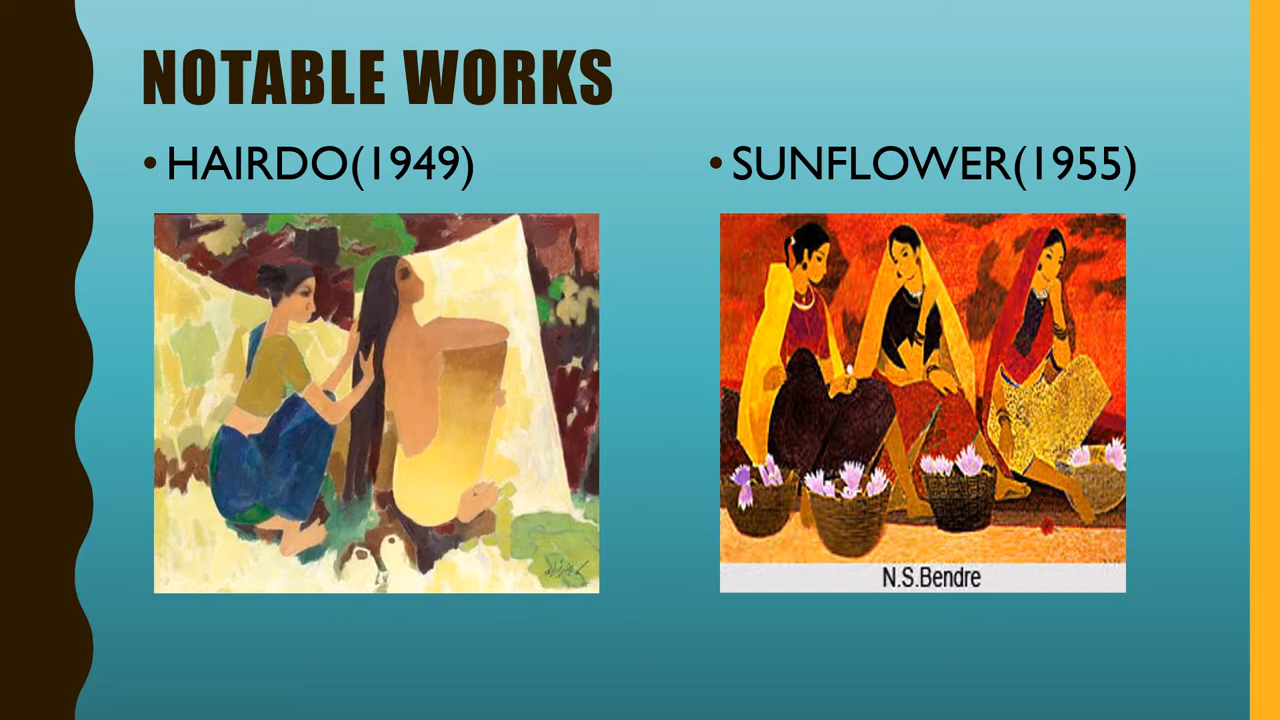 NOTABLE WORKS
• HAIRDO(1949)
• SUNFLOWER(1955)
N.S.Bendre